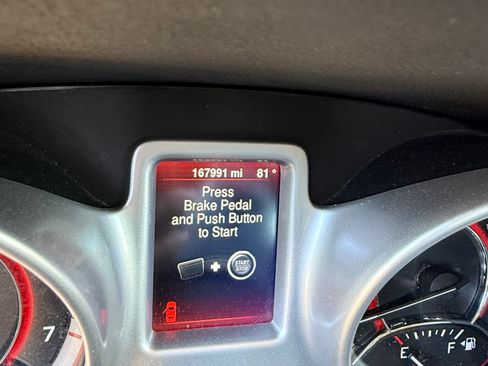 167991 mi 81°
Press
Brake Pedal
and Push Button
to Start
START
STOP
7
E F